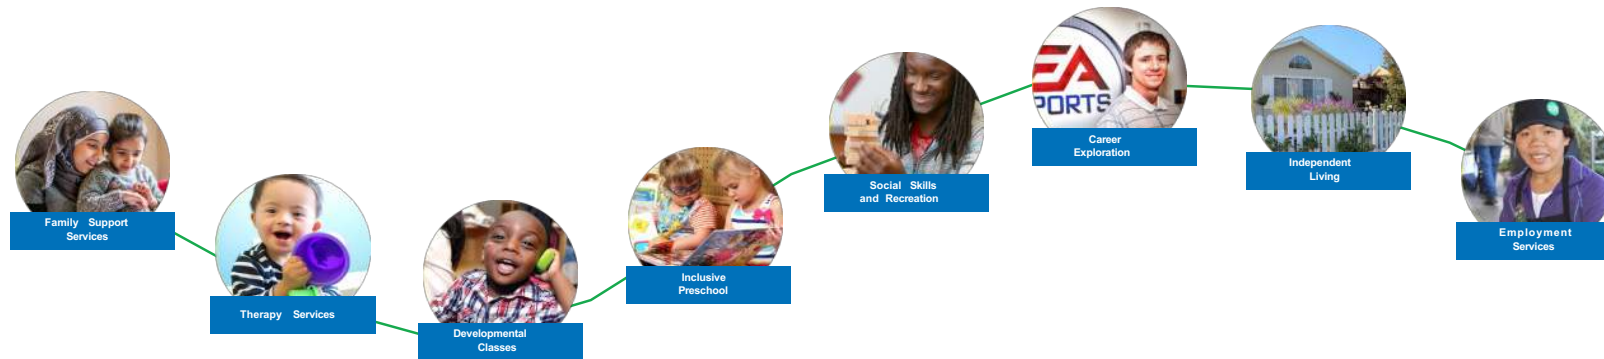 Family Support
Services
Therapy Services
Developmental
Classes
Inclusive
Preschool
Social Skills
and Recreation
EA
PORTS
Career
Exploration
Independent
Living
Employment
Services